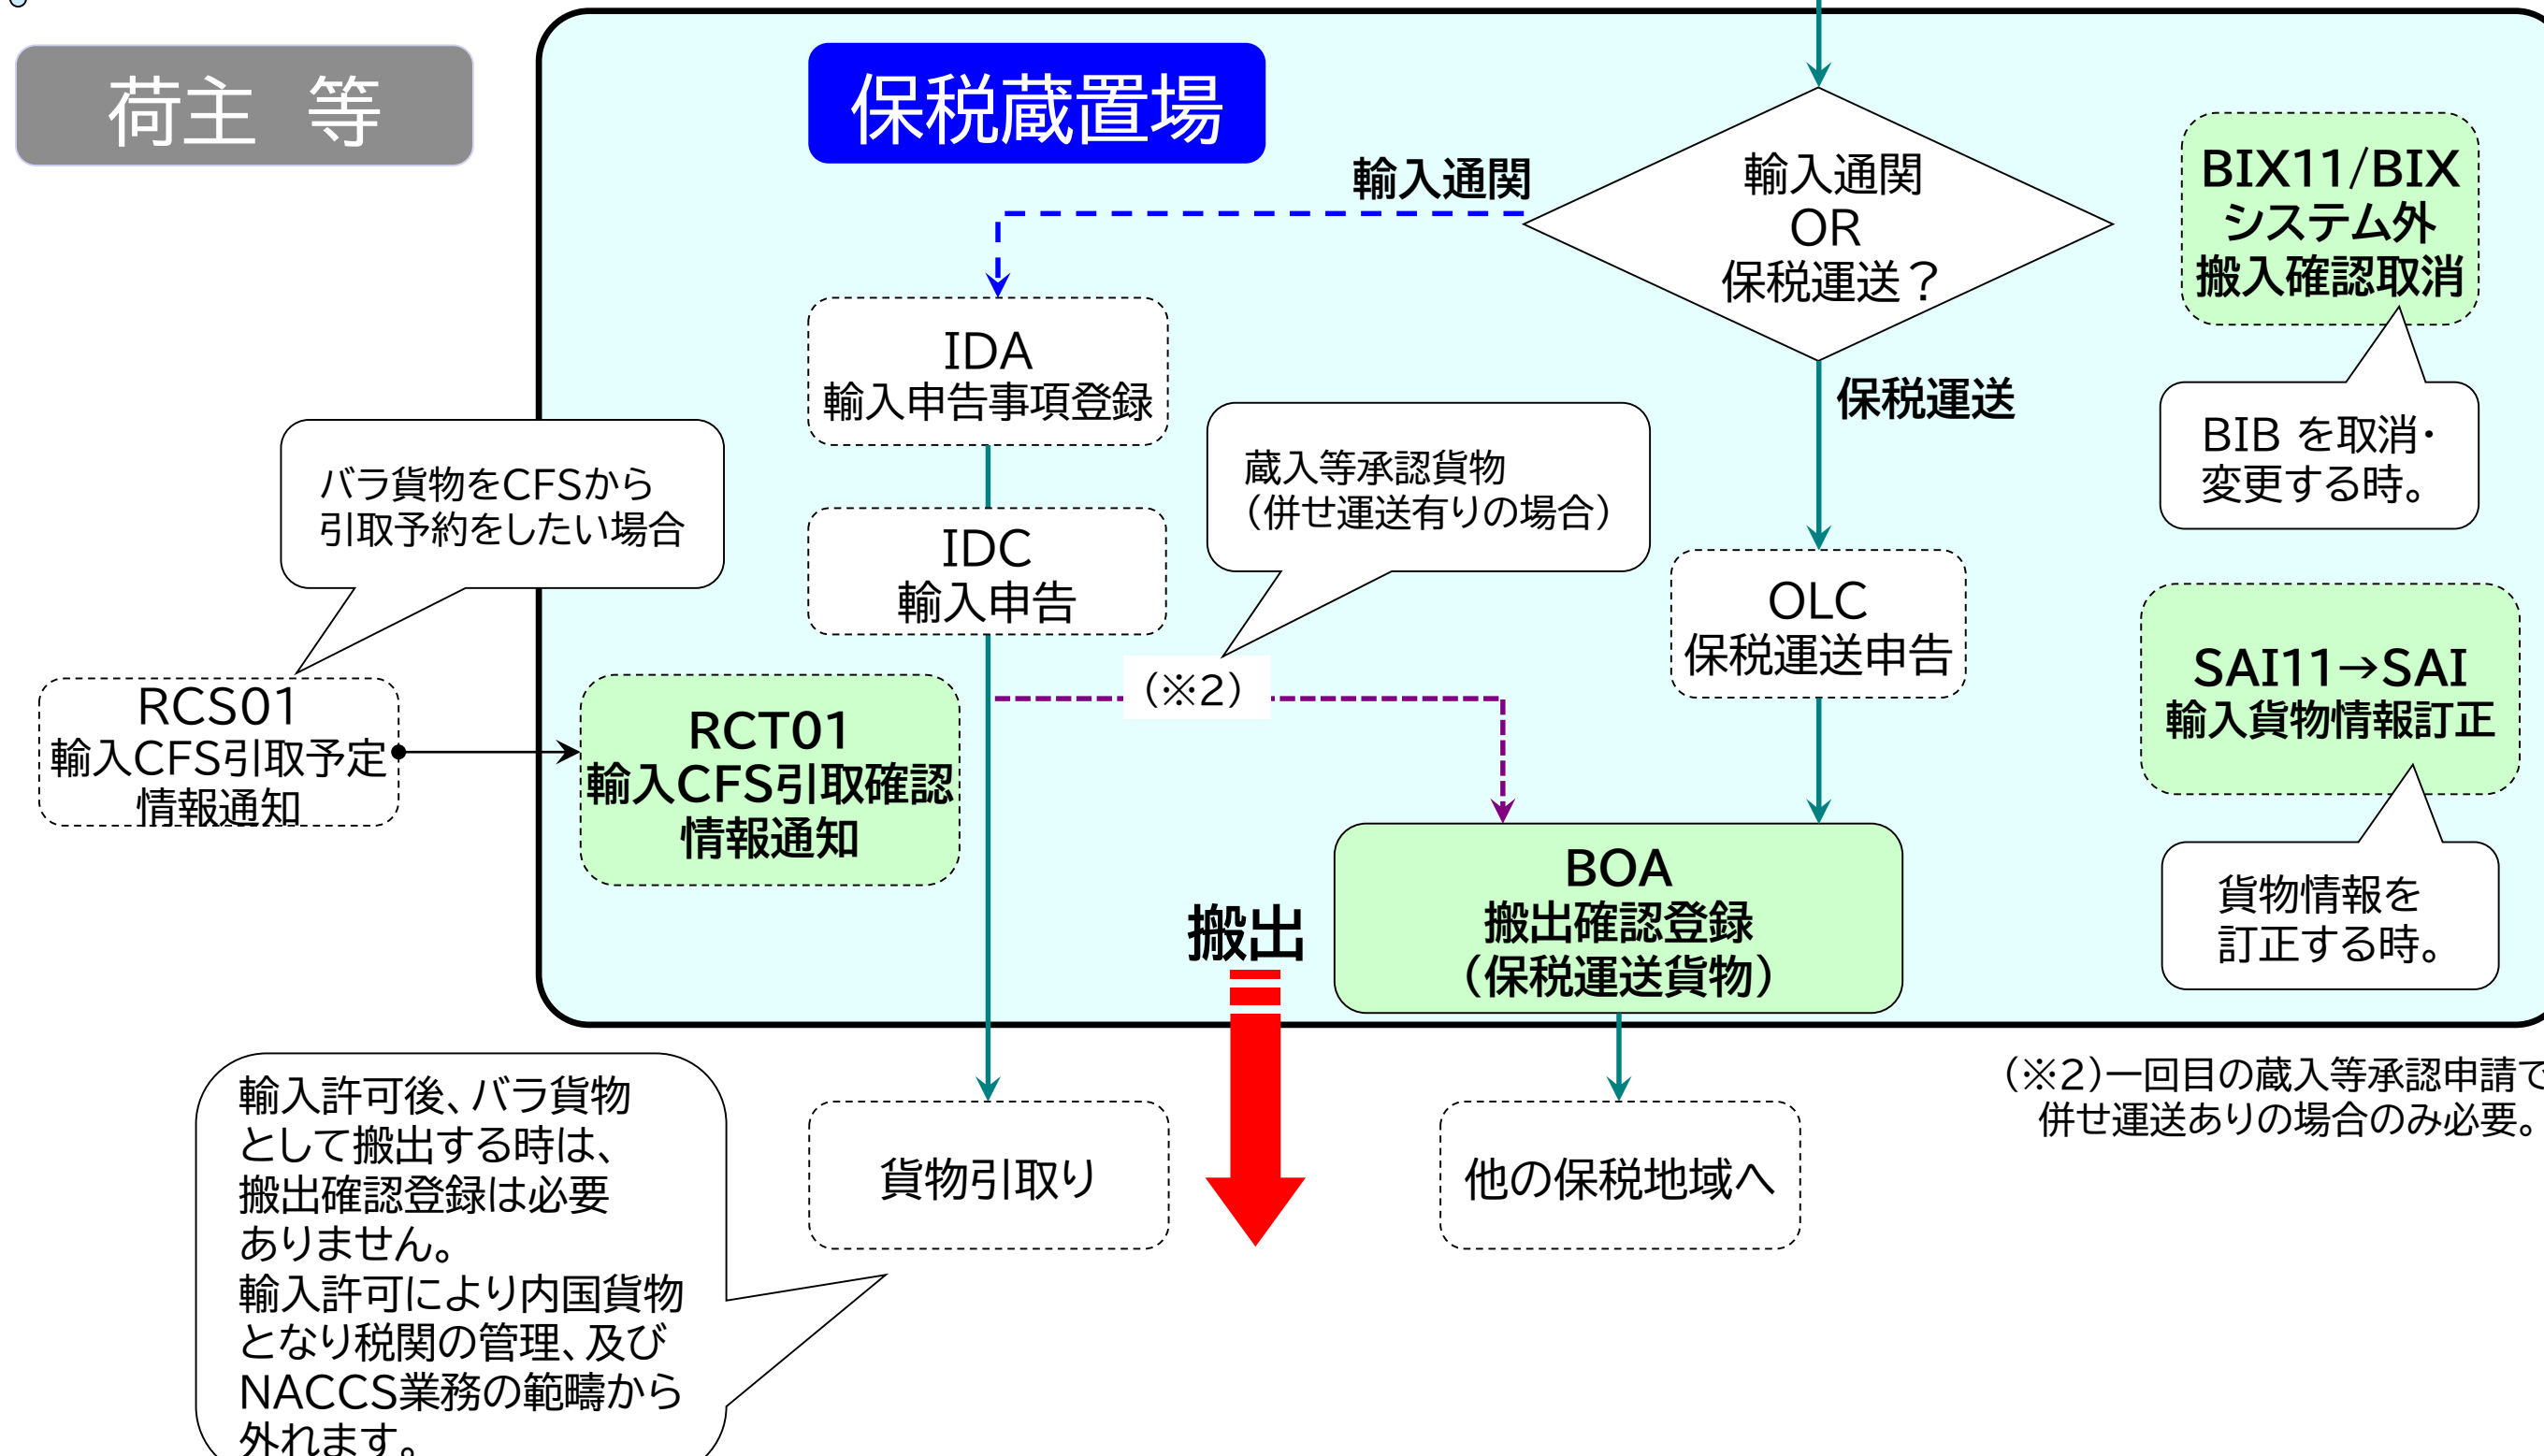 荷主　等
保税蔵置場
輸入通関
輸入通関
OR
保税運送？
BIX11/BIX
システム外
搬入確認取消
IDA
輸入申告事項登録
保税運送
BIB を取消・
変更する時。
バラ貨物をCFSから
引取予約をしたい場合
蔵入等承認貨物
（併せ運送有りの場合）
IDC
輸入申告
OLC
保税運送申告
SAI11→SAI
輸入貨物情報訂正
（※2）
RCS01
輸入CFS引取予定
情報通知
RCT01
輸入CFS引取確認
情報通知
BOA
搬出確認登録
（保税運送貨物）
貨物情報を
訂正する時。
搬出
（※2）一回目の蔵入等承認申請で
併せ運送ありの場合のみ必要。
輸入許可後、バラ貨物
として搬出する時は、
搬出確認登録は必要
ありません。
輸入許可により内国貨物
となり税関の管理、及び
NACCS業務の範疇から
外れます。
貨物引取り
他の保税地域へ